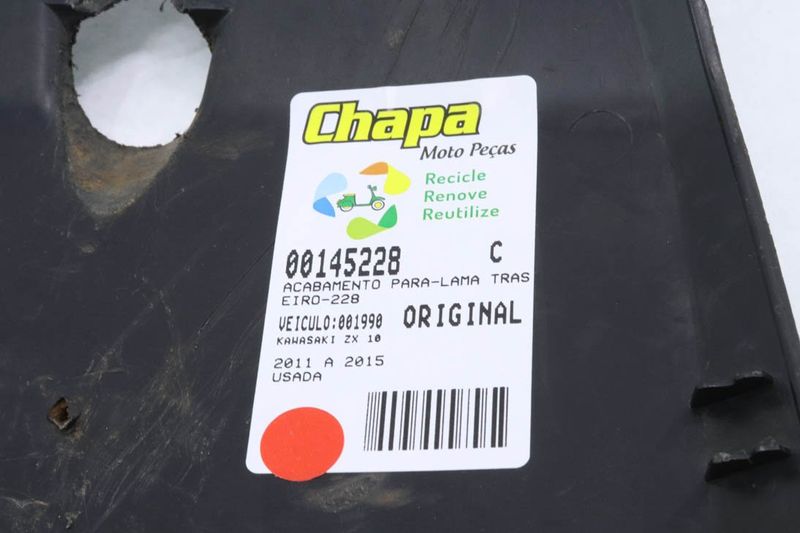 Chapa
Moto Peças
Recicle
Renove
Reutilize
00145228 C
ACABAMENTO PARA-LAMA TRAS
EIRO-228
VEICULO:001990 ORIGINAL
KAWASAKI ZX 10
2011 A 2015
USADA